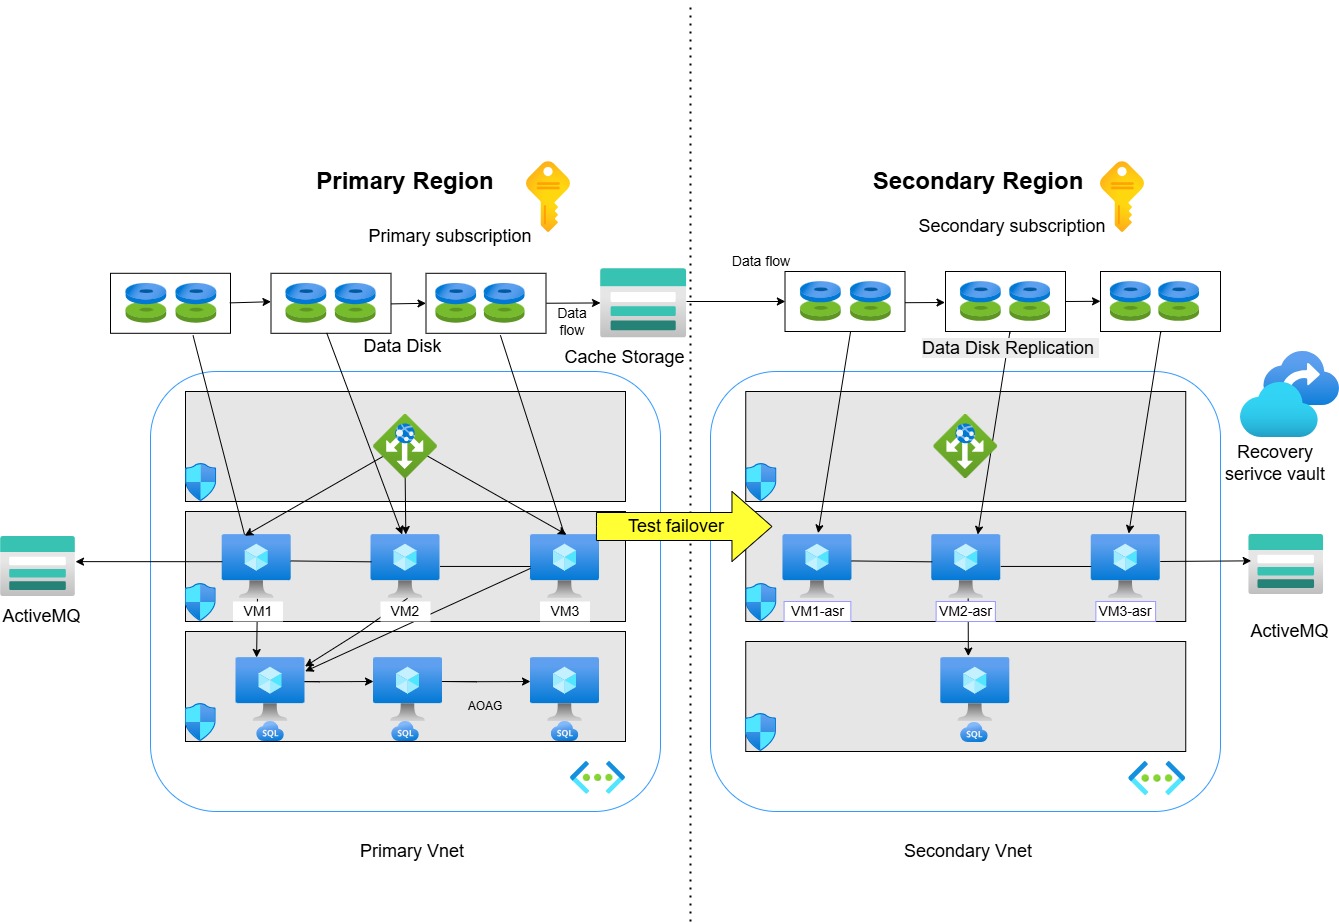 Primary Region
Secondary Region
Primary subscription
Secondary subscription
Data flow
Data
flow
Data Disk
Cache Storage
Data Disk Replication
Recovery
serivce vault
Test failover
ActiveMQ
VM1
VM2
VM3
VM1-asr
VM2-asr
VM3-asr
ActiveMQ
AOAG
SQL
SQL
SQL
SQL
Primary Vnet
Secondary Vnet